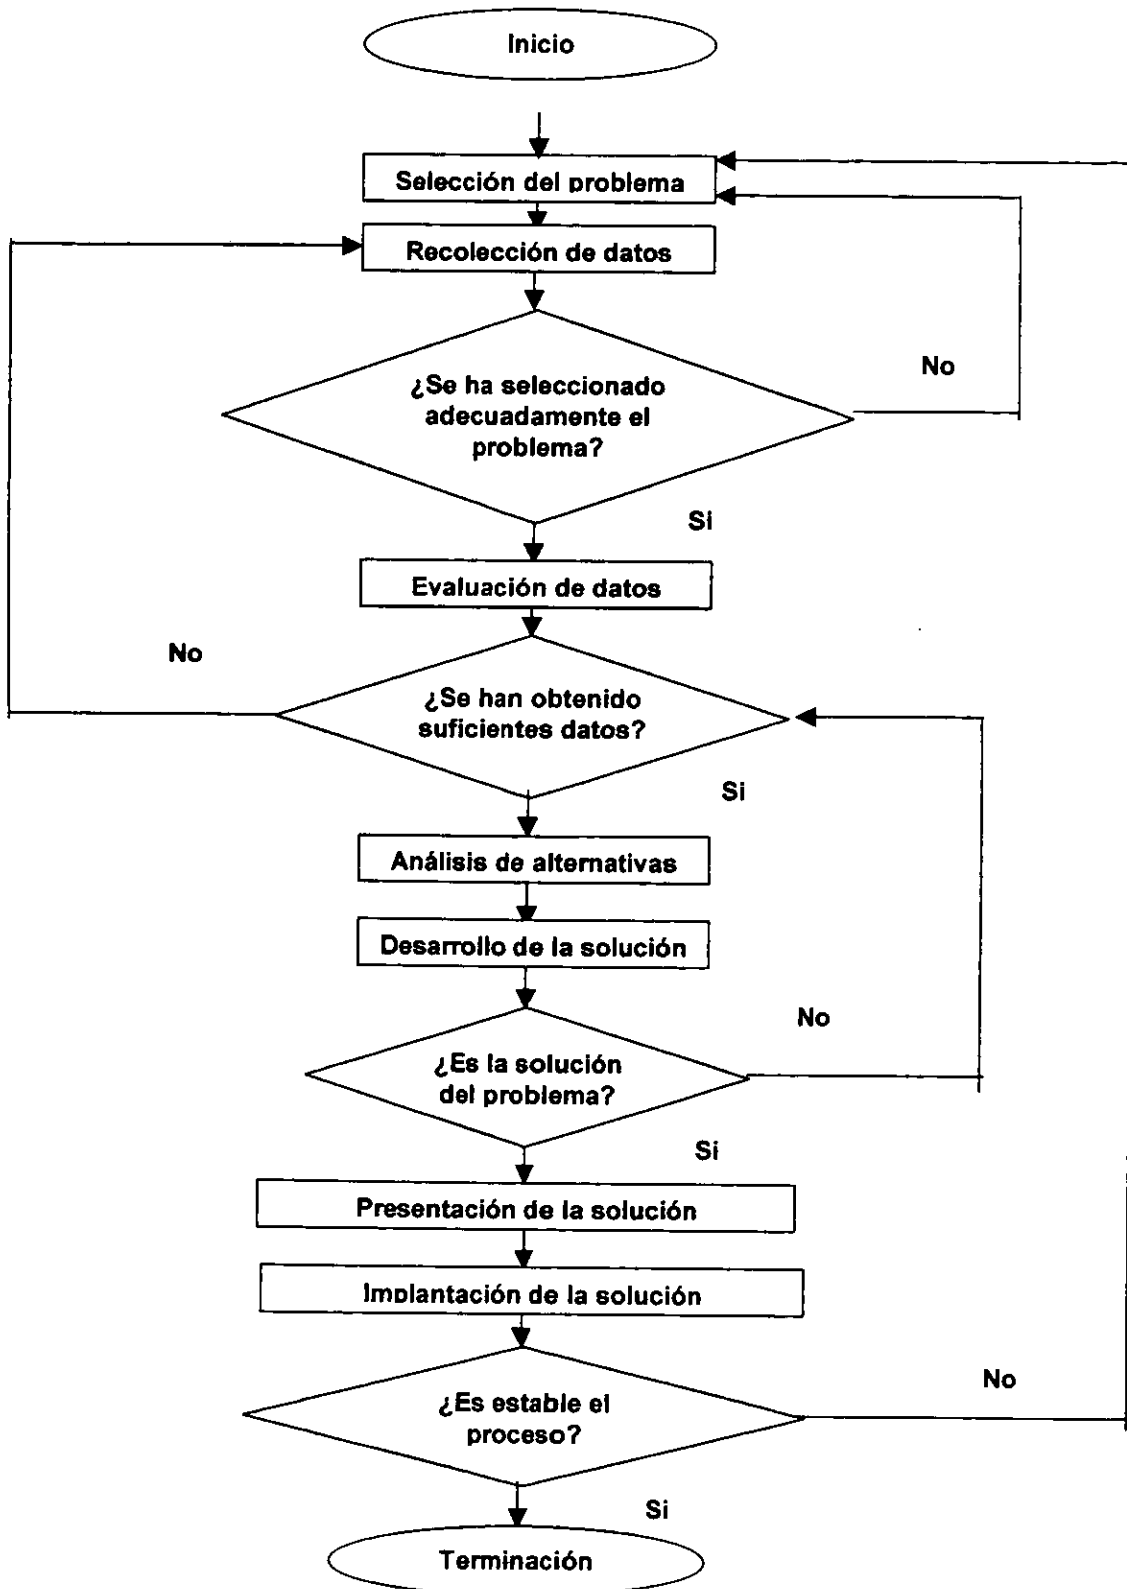 Inicio
Selección del problema
Recolección de datos
¿Se ha seleccionado
adecuadamente el
problema?
No
Si
Evaluación de datos
No
¿Se han obtenido
suficientes datos?
Si
Análisis de alternativas
Desarrollo de la solución
No
¿Es la solución
del problema?
Si
Presentación de la solución
Implantación de la solución
No
¿Es estable el
proceso?
Si
Terminación